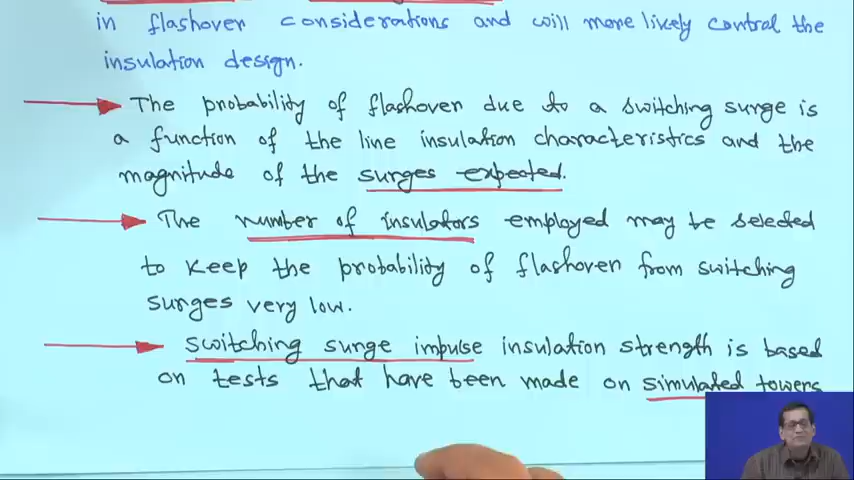 in flashover considerations and will more likely control the
insulation design.
The probability of flashover due to a switching surge is
a function of the line insulation characteristics and the
magnitude of the surges expected.
The number of insulators employed may be selected
to keep the probability of flashover from switching
surges very low.
switching surge impulse insulation strength is based
on tests that have been made on simulated towers